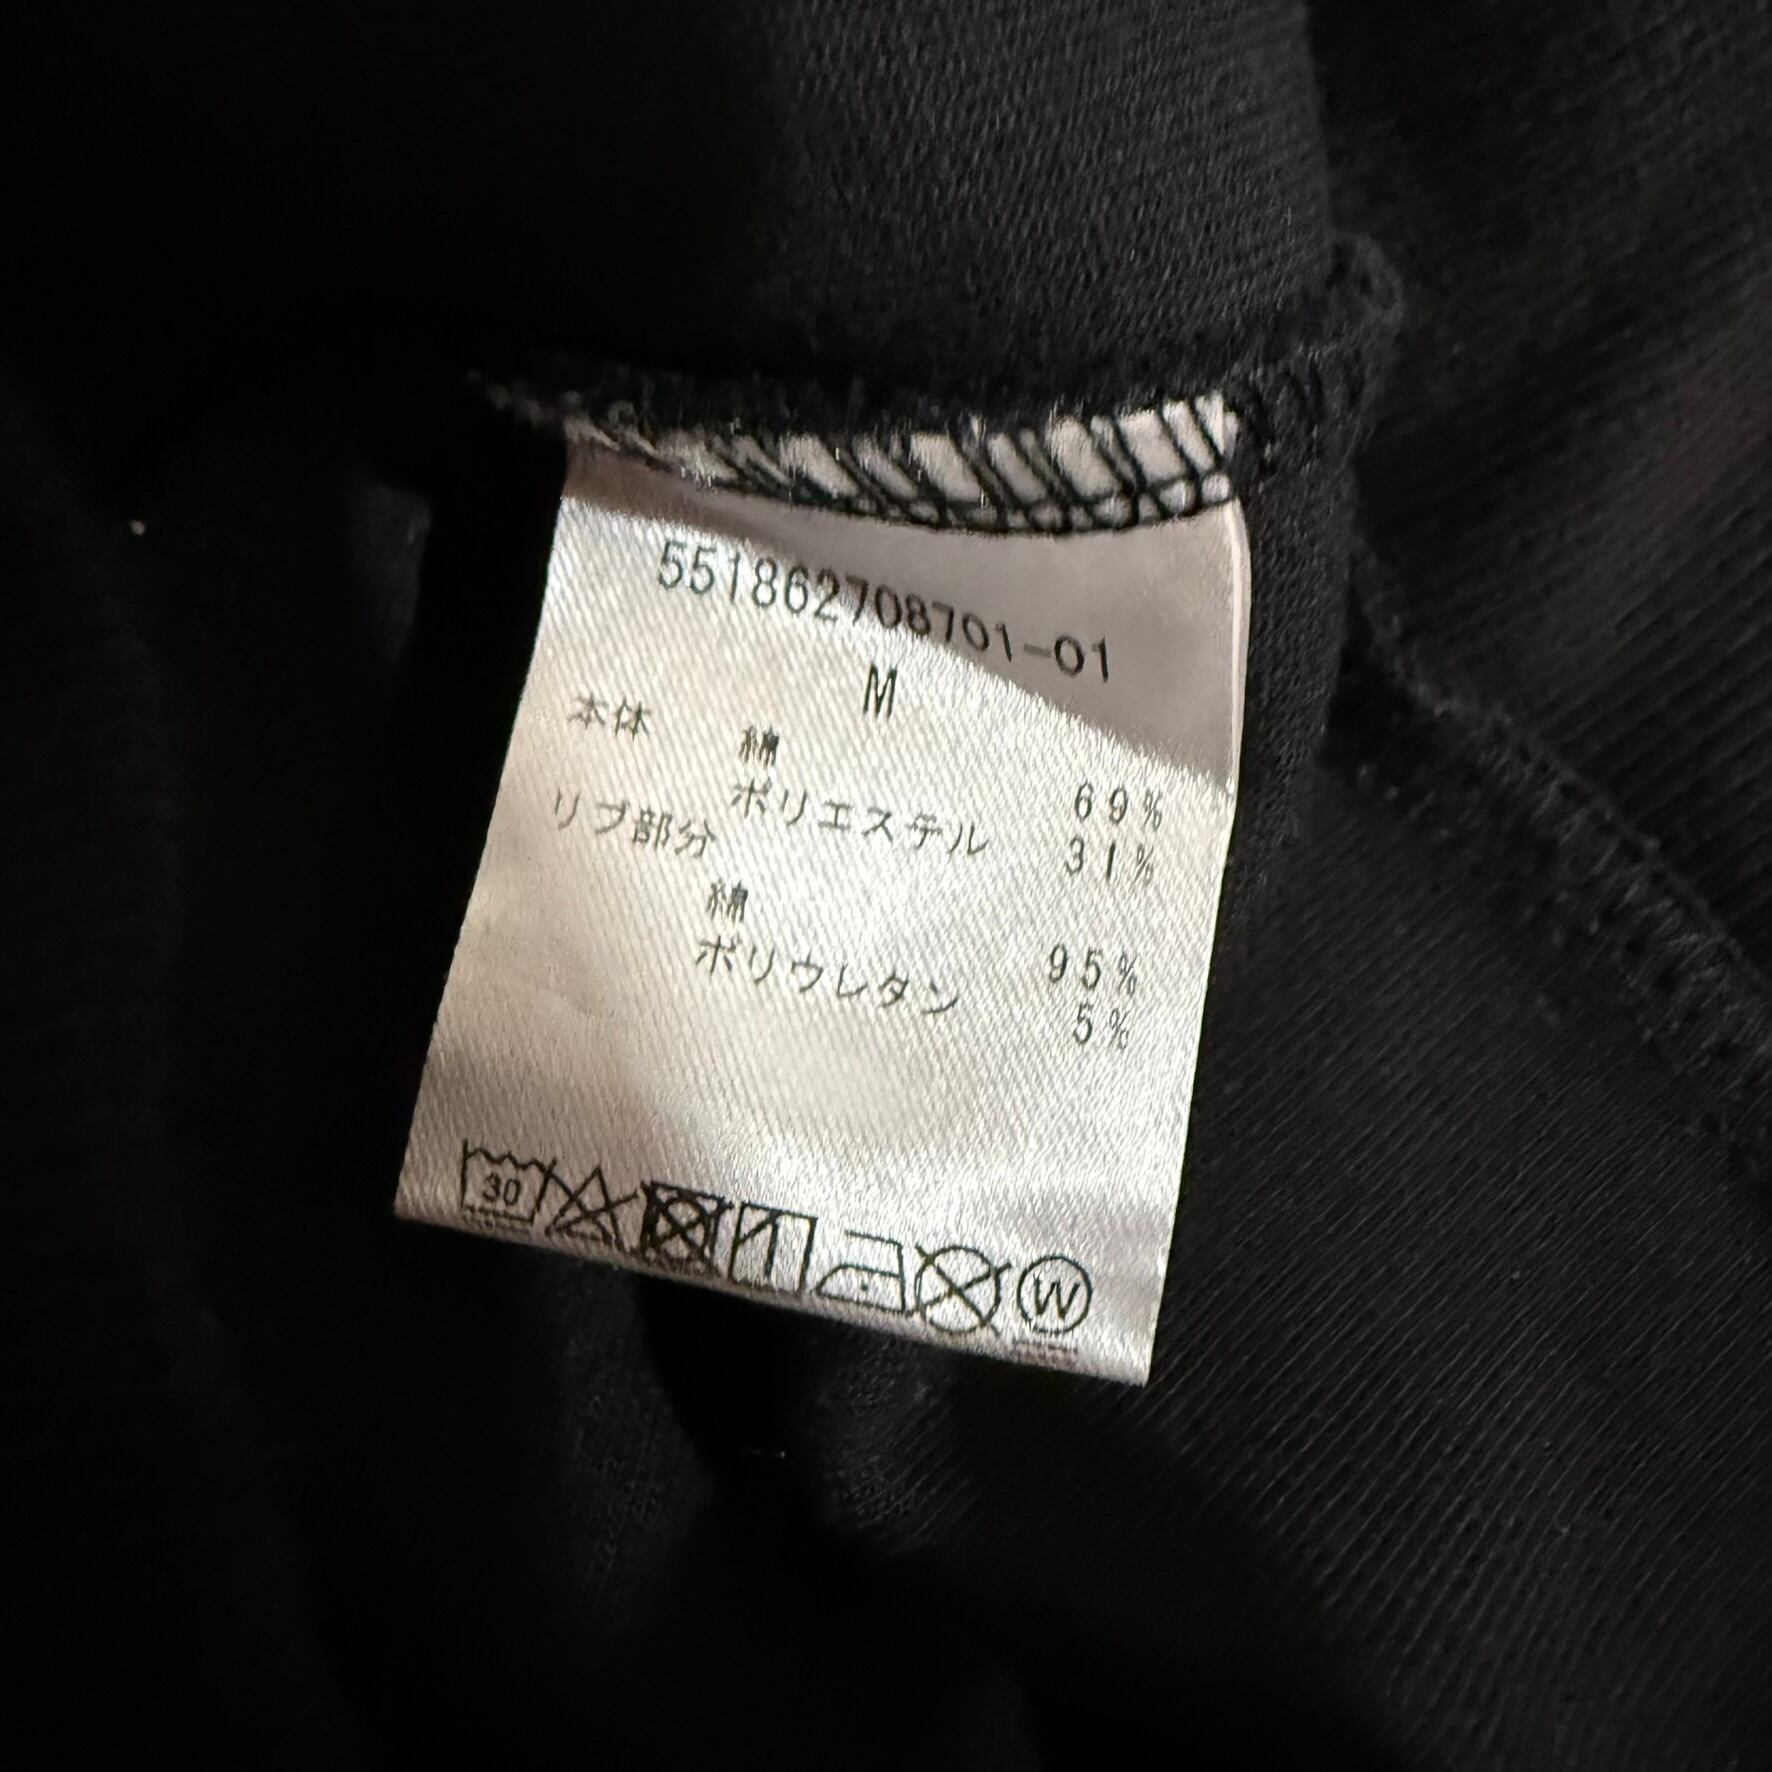 551862708701-01
M
本体 綿 69%
ポリエステル 31%
リブ部分
綿 95%
ポリウレタン 5%
30
W